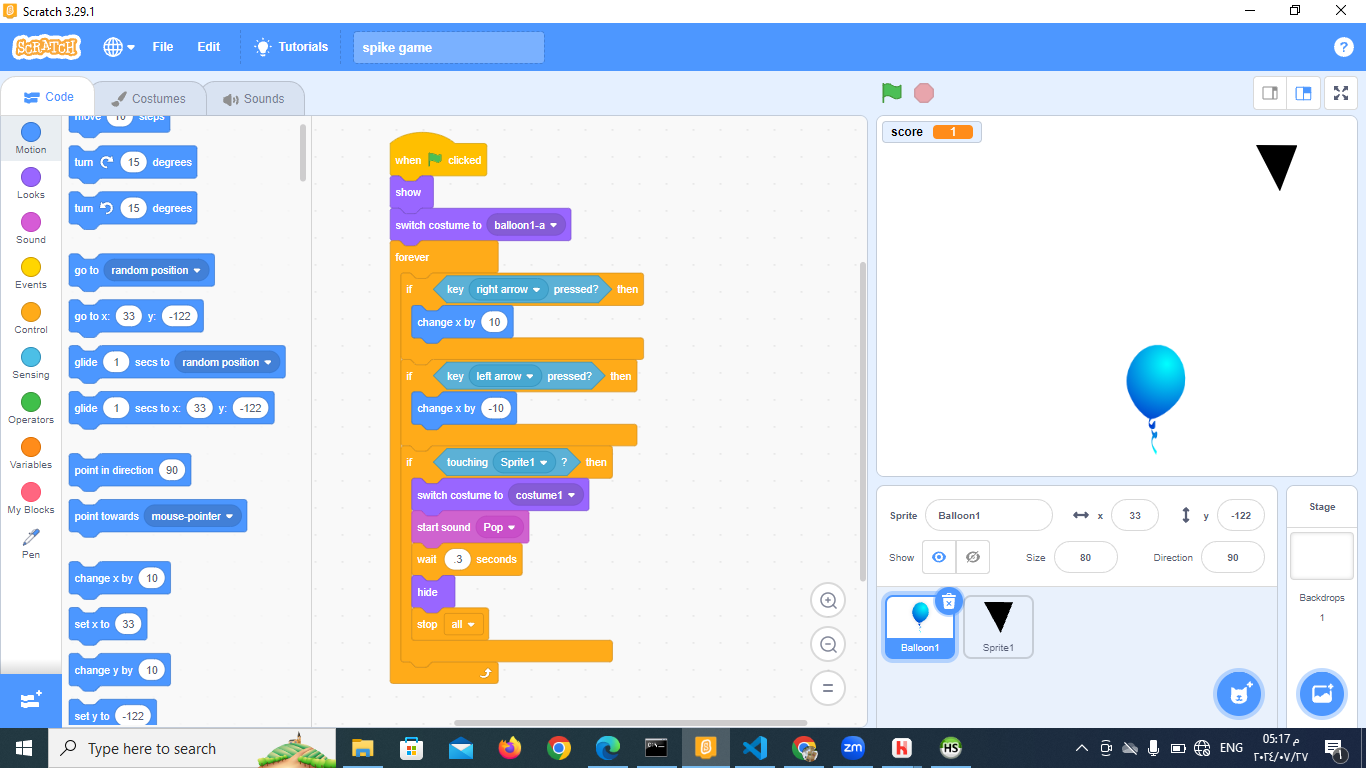 Scratch 3.29.1
SCRATCH File Edit Tutorials spike game ?
Code Costumes Sounds
Motion
Looks
Sound
Events
Control
Sensing
Operators
Variables
My Blocks
Pen
move 10 steps
turn 15 degrees
turn 15 degrees
go to random position
go to x: 33 y: -122
glide 1 secs to random position
glide 1 secs to x: 33 y: -122
point in direction 90
point towards mouse-pointer
change x by 10
set x to 33
change y by 10
set y to -122
when clicked
show
switch costume to balloon1-a
forever
if key right arrow pressed? then
change x by 10
if key left arrow pressed? then
change x by -10
if touching Sprite1 ? then
switch costume to costume1
start sound Pop
wait .3 seconds
hide
stop all
score 1
Sprite Balloon1 x 33 y -122
Show Size 80 Direction 90
Balloon1
Sprite1
Stage
Backdrops
1
Type here to search
zm
h
HS
ENG
05:17 م
٢٠٢٤/٠٧/٢٧
1